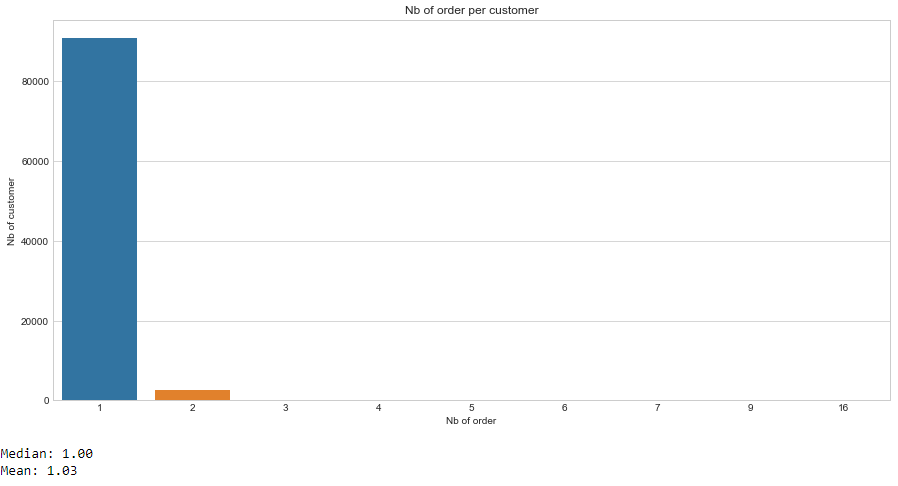 Nb of order per customer
80000
60000
40000
20000
0
Nb of customer
1 2 3 4 5 6 7 9 16
Nb of order
Median: 1.00
Mean: 1.03